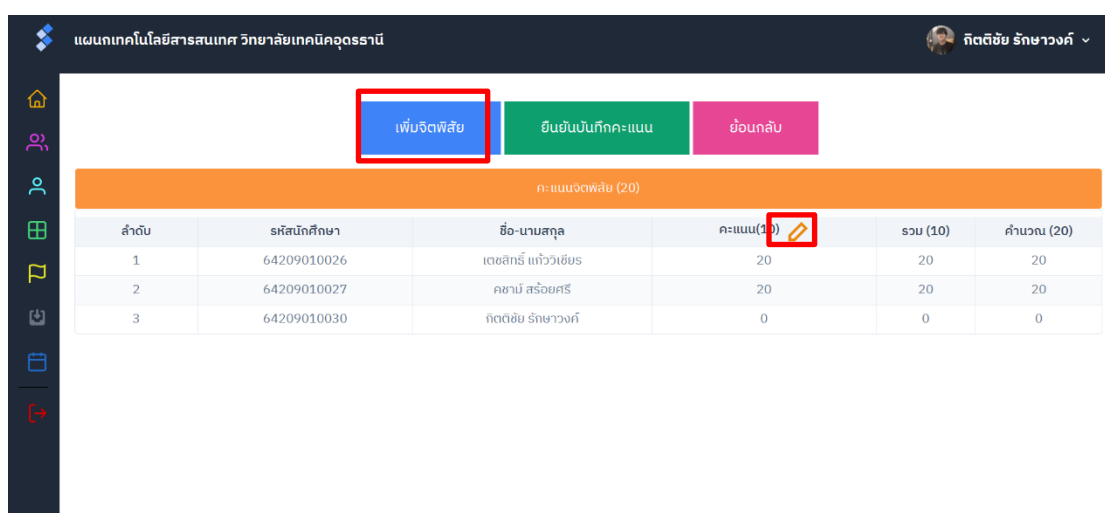 แผนกเทคโนโลยีสารสนเทศ วิทยาลัยเทคนิคอุดรธานี กิตติชัย รักษาวงค์
เพิ่มจิตพิสัย ยืนยันบันทึกคะแนน ย้อนกลับ
คะแนนจิตพิสัย (20)
ลำดับ รหัสนักศึกษา ชื่อ-นามสกุล คะแนน(10) รวม (10) คำนวณ (20)
1 64209010026 เตชสิทธิ์ แก้ววิเชียร 20 20 20
2 64209010027 คชาม์ สร้อยศรี 20 20 20
3 64209010030 กิตติชัย รักษาวงค์ 0 0 0